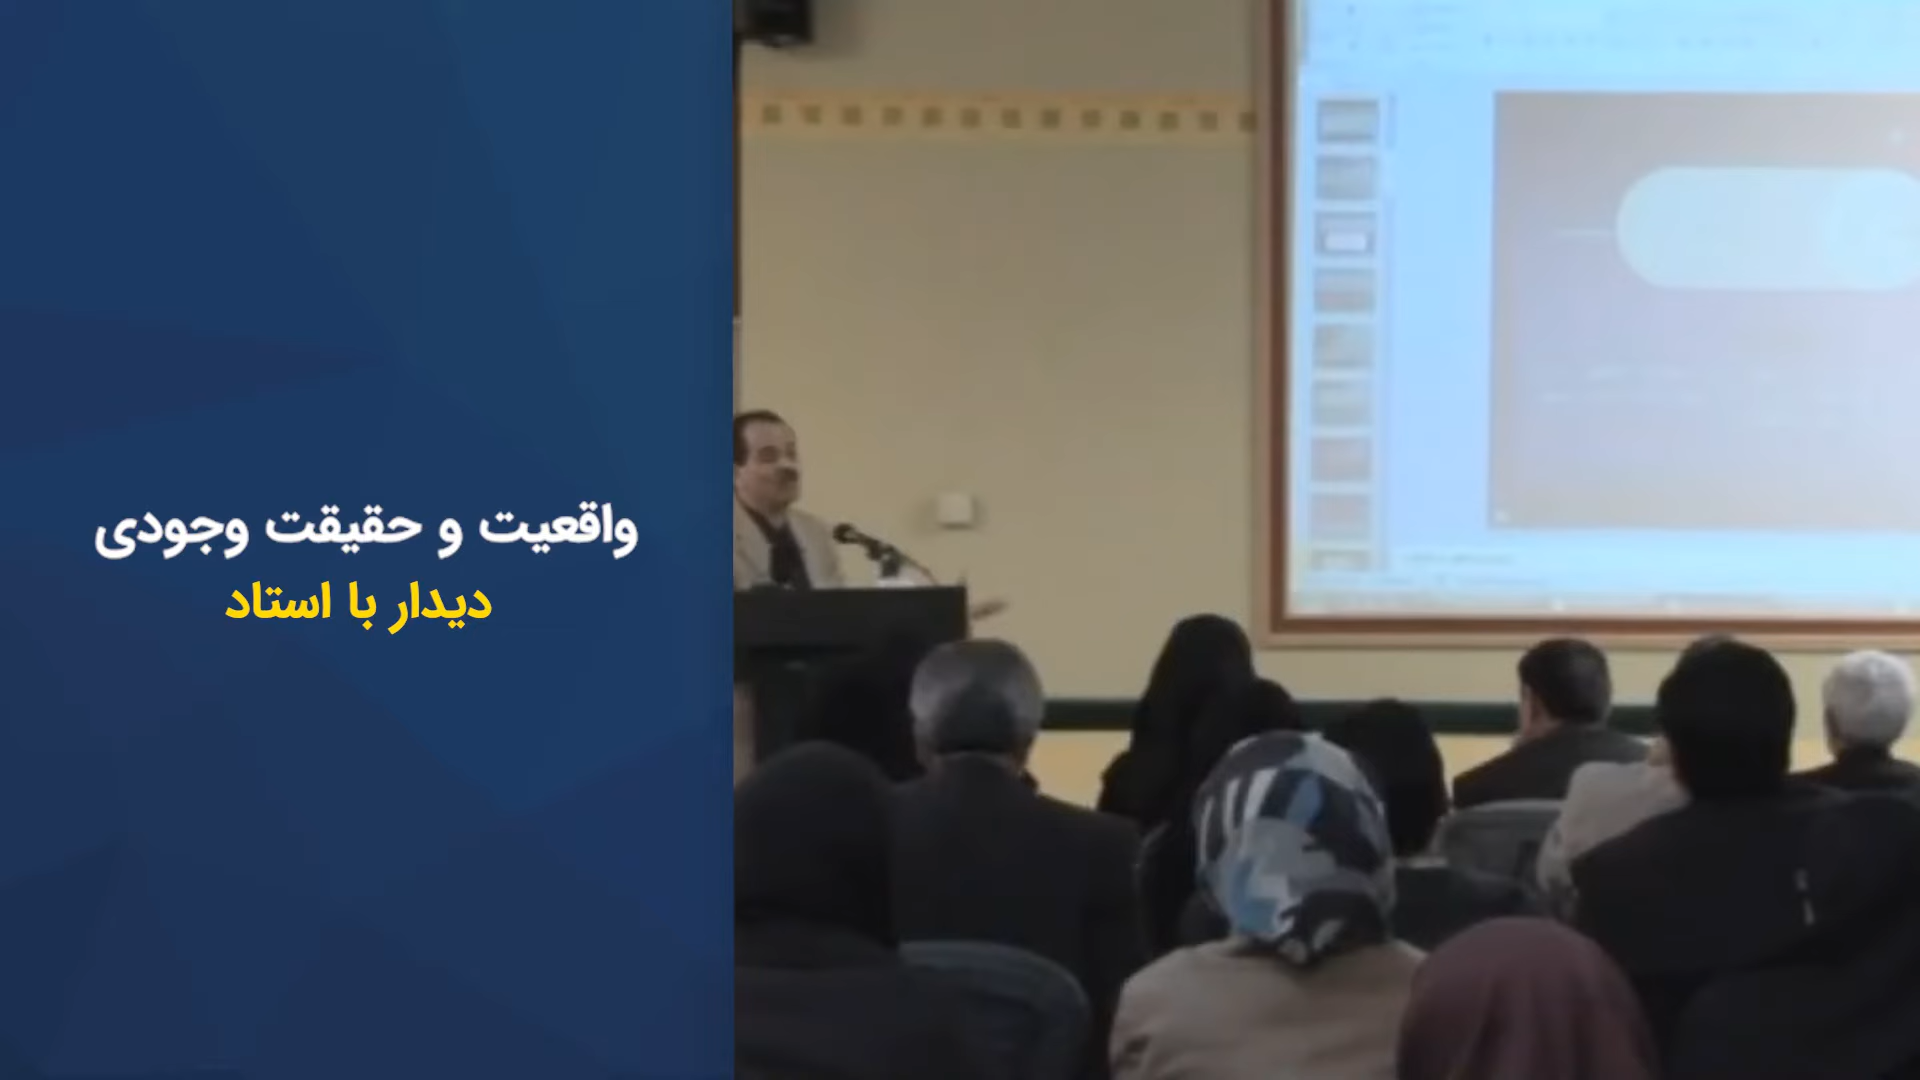 واقعیت و حقیقت وجودی
دیدار با استاد